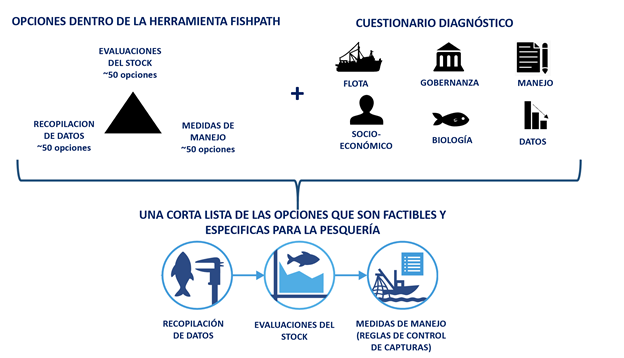 OPCIONES DENTRO DE LA HERRAMIENTA FISHPATH
EVALUACIONES
DEL STOCK
~50 opciones
RECOPILACION
DE DATOS
~50 opciones
MEDIDAS DE
MANEJO
~50 opciones
+
CUESTIONARIO DIAGNÓSTICO
FLOTA
GOBERNANZA
MANEJO
SOCIO-
ECONÓMICO
BIOLOGÍA
DATOS
UNA CORTA LISTA DE LAS OPCIONES QUE SON FACTIBLES Y
ESPECIFICAS PARA LA PESQUERÍA
RECOPILACIÓN
DE DATOS
EVALUACIONES DEL
STOCK
MEDIDAS DE MANEJO
(REGLAS DE CONTROL
DE CAPTURAS)